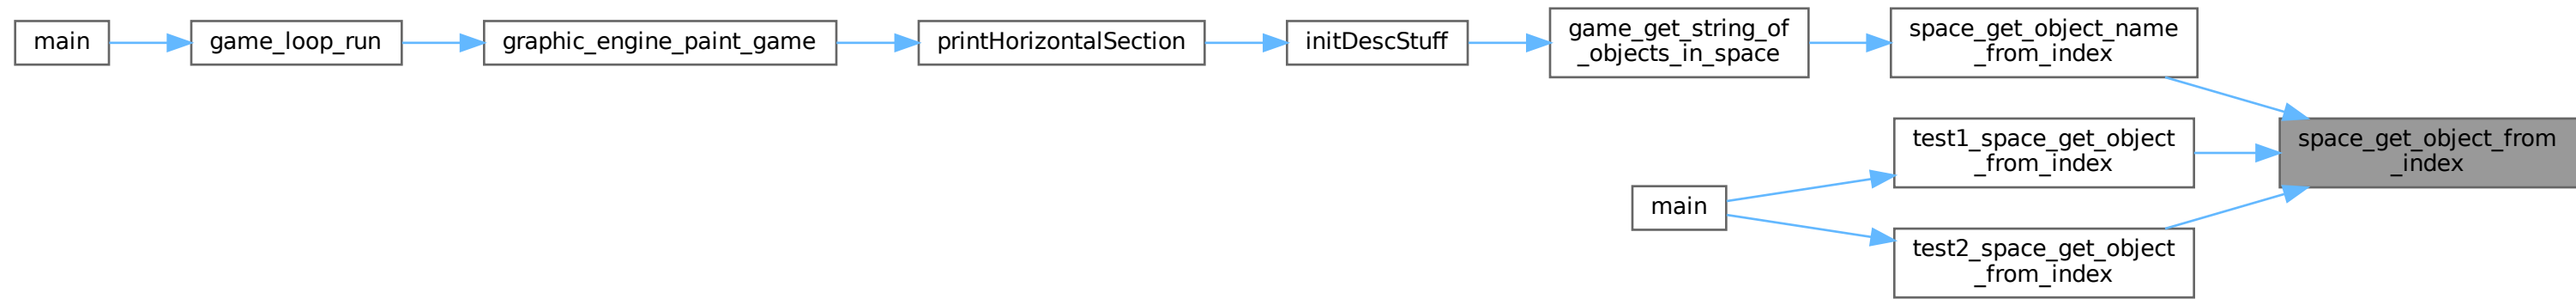 main
game_loop_run
graphic_engine_paint_game
printHorizontalSection
initDescStuff
game_get_string_of
_objects_in_space
space_get_object_name
_from_index
test1_space_get_object
_from_index
space_get_object_from
_index
main
test2_space_get_object
_from_index